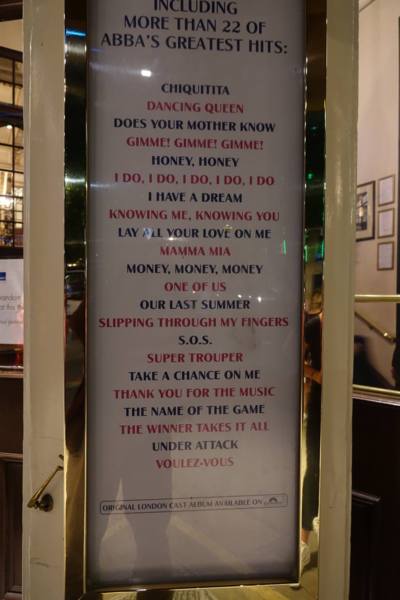 INCLUDING
MORE THAN 22 OF
ABBA'S GREATEST HITS:
CHIQUITITA
DANCING QUEEN
DOES YOUR MOTHER KNOW
GIMME! GIMME! GIMME!
HONEY, HONEY
I DO, I DO, I DO, I DO, I DO
I HAVE A DREAM
KNOWING ME, KNOWING YOU
LAY ALL YOUR LOVE ON ME
MAMMA MIA
MONEY, MONEY, MONEY
ONE OF US
OUR LAST SUMMER
SLIPPING THROUGH MY FINGERS
S.O.S.
SUPER TROUPER
TAKE A CHANCE ON ME
THANK YOU FOR THE MUSIC
THE NAME OF THE GAME
THE WINNER TAKES IT ALL
UNDER ATTACK
VOULEZ-VOUS
ORIGINAL LONDON CAST ALBUM AVAILABLE ON